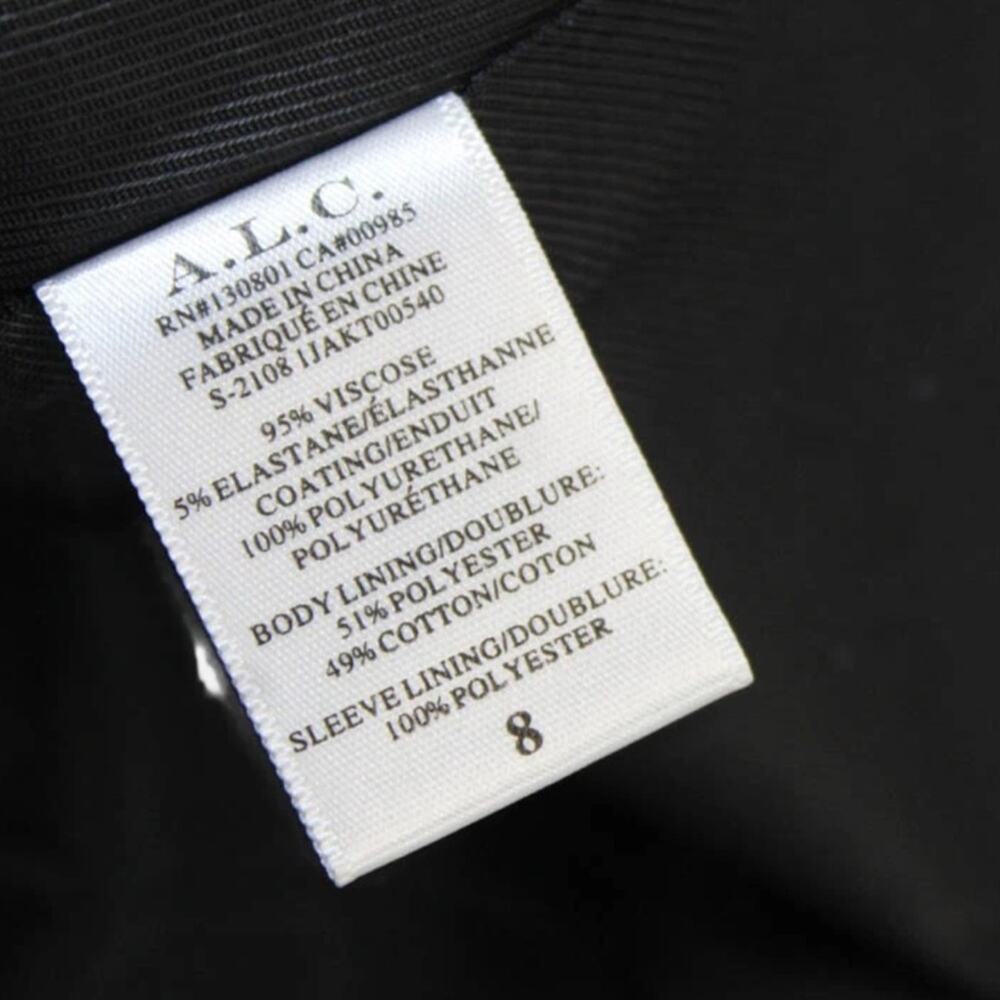 A.L.C.
RN#130801 CA#00985
MADE IN CHINA
FABRIQUÉ EN CHINE
S-2108 1JAKT00540
95% VISCOSE
5% ELASTANE/ÉLASTHANNE
COATING/ENDUIT
100% POLYURETHANE/
POLYURÉTHANE
BODY LINING/DOUBLURE:
51% POLYESTER
49% COTTON/COTON
SLEEVE LINING/DOUBLURE:
100% POLYESTER
8